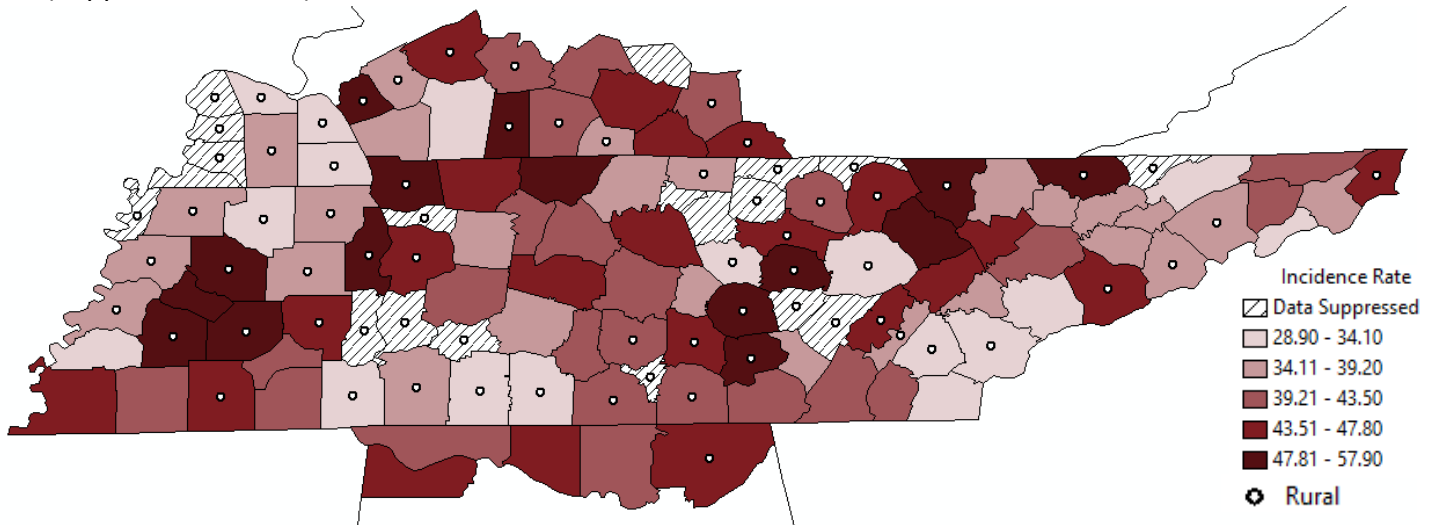 Incidence Rate
Data Suppressed
28.90 - 34.10
34.11 - 39.20
39.21 - 43.50
43.51 - 47.80
47.81 - 57.90
Rural